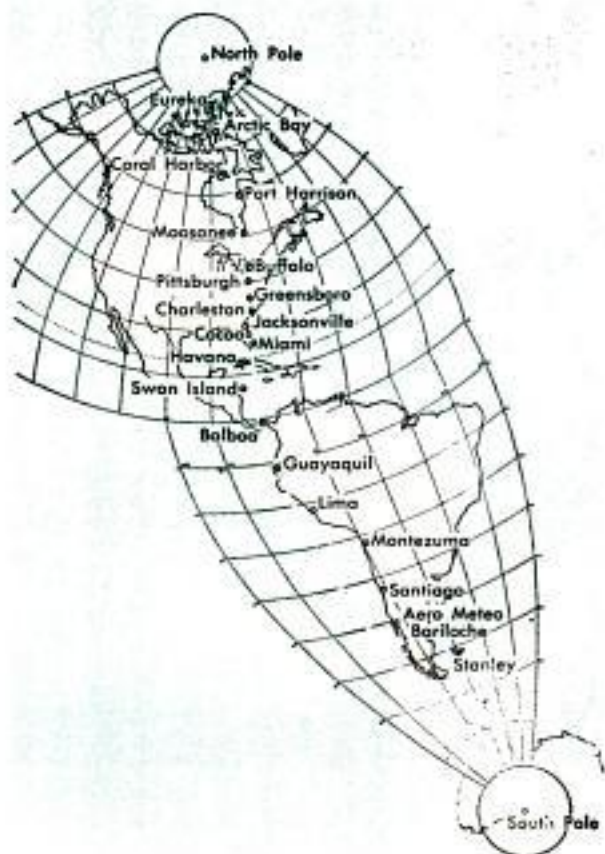 North Pole
Eureka
Arctic Bay
Coral Harbor
Port Harrison
Moosonee
Buffalo
Pittsburgh
Greensboro
Charleston
Jacksonville
Cocoa
Miami
Havana
Swan Island
Balboa
Guayaquil
Lima
Montezuma
Santiago
Aero Meteo
Bariloche
Stanley
South Pole